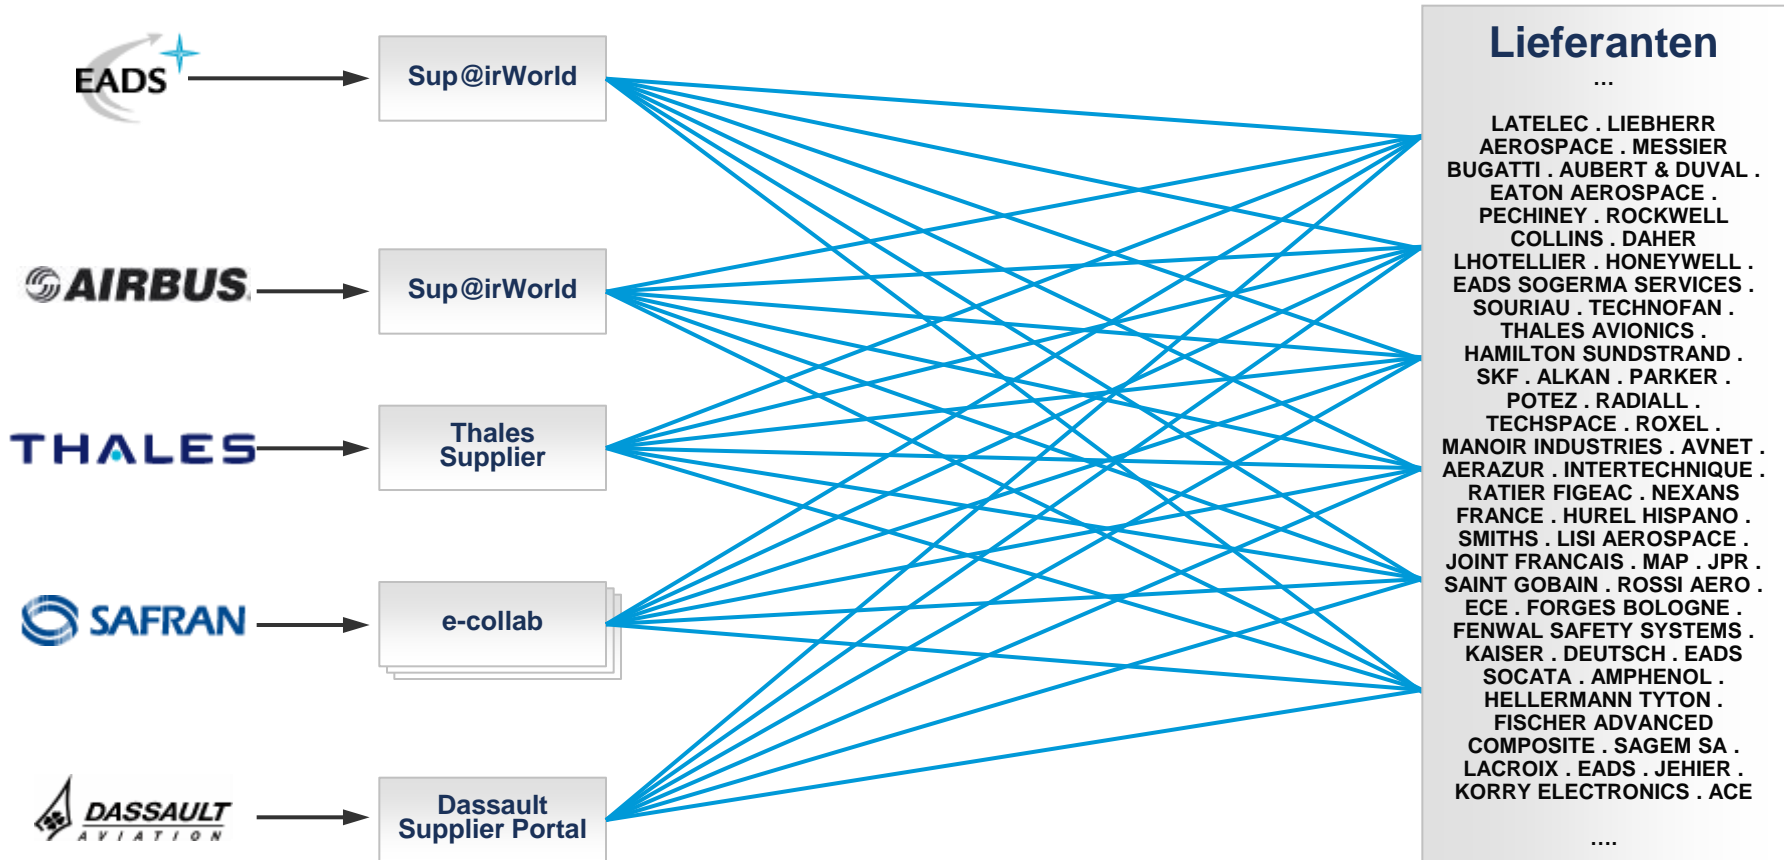 EADS
Sup@irWorld
AIRBUS
Sup@irWorld
THALES
Thales
Supplier
SAFRAN
e-collab
DASSAULT
AVIATION
Dassault
Supplier Portal
Lieferanten
...
LATELEC . LIEBHERR
AEROSPACE . MESSIER
BUGATTI . AUBERT & DUVAL .
EATON AEROSPACE .
PECHINEY . ROCKWELL
COLLINS . DAHER
LHOTELLIER . HONEYWELL .
EADS SOGERMA SERVICES .
SOURIAU . TECHNOFAN .
THALES AVIONICS .
HAMILTON SUNDSTRAND .
SKF . ALKAN . PARKER .
POTEZ . RADIALL .
TECHSPACE . ROXEL .
MANOIR INDUSTRIES . AVNET .
AERAZUR . INTERTECHNIQUE .
RATIER FIGEAC . NEXANS
FRANCE . HUREL HISPANO .
SMITHS . LISI AEROSPACE .
JOINT FRANCAIS . MAP . JPR .
SAINT GOBAIN . ROSSI AERO .
ECE . FORGES BOLOGNE .
FENWAL SAFETY SYSTEMS .
KAISER . DEUTSCH . EADS
SOCATA . AMPHENOL .
HELLERMANN TYTON .
FISCHER ADVANCED
COMPOSITE . SAGEM SA .
LACROIX . EADS . JEHIER .
KORRY ELECTRONICS . ACE
....